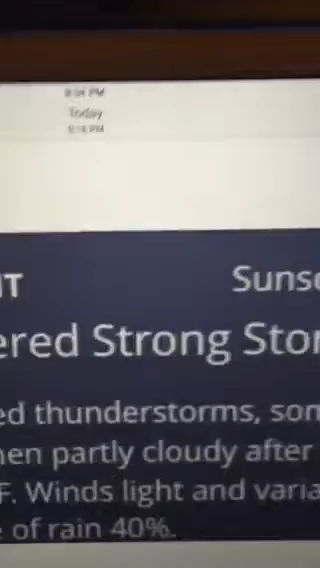 Today
NT Sunse
ered Strong Stor
ed thunderstorms, som
hen partly cloudy after
F. Winds light and varia
e of rain 40%.